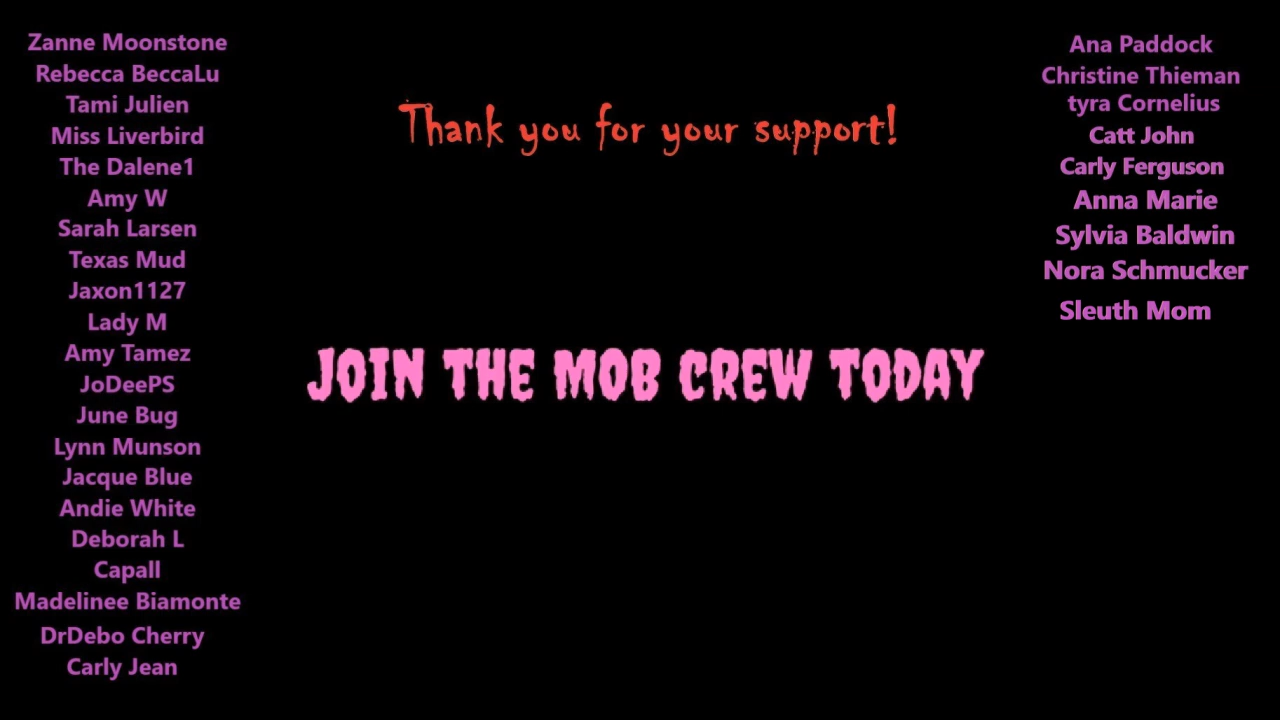 Zanne Moonstone
Rebecca BeccaLu
Tami Julien
Miss Liverbird
The Dalene1
Amy W
Sarah Larsen
Texas Mud
Jaxon1127
Lady M
Amy Tamez
JoDeePS
June Bug
Lynn Munson
Jacque Blue
Andie White
Deborah L
Capall
Madelinee Biamonte
DrDebo Cherry
Carly Jean
Thank you for your support!
JOIN THE MOB CREW TODAY
Ana Paddock
Christine Thieman
tyra Cornelius
Catt John
Carly Ferguson
Anna Marie
Sylvia Baldwin
Nora Schmucker
Sleuth Mom